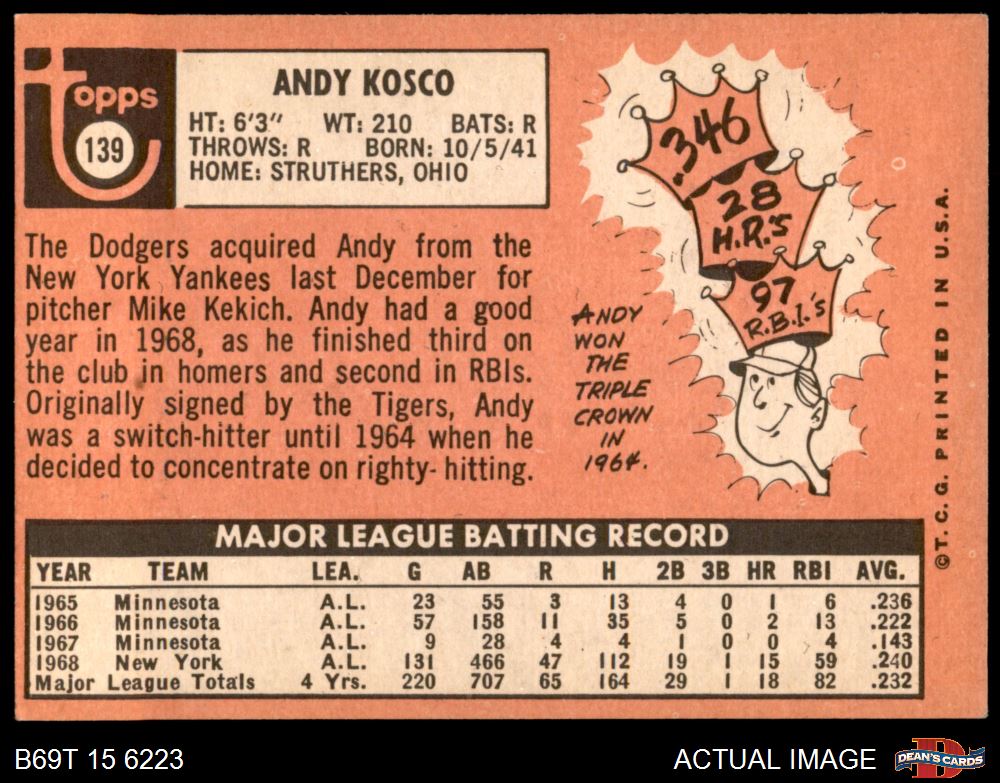 Topps
139
ANDY KOSCO
HT: 6'3" WT: 210 BATS: R
THROWS: R BORN: 10/5/41
HOME: STRUTHERS, OHIO
The Dodgers acquired Andy from the
New York Yankees last December for
pitcher Mike Kekich. Andy had a good
year in 1968, as he finished third on
the club in homers and second in RBIs.
Originally signed by the Tigers, Andy
was a switch-hitter until 1964 when he
decided to concentrate on righty-hitting.
.346
28
H.R.'S
97
R.B.I.'s
ANDY
WON
THE
TRIPLE
CROWN
IN
1964.
©T.C.G. PRINTED IN U.S.A.
MAJOR LEAGUE BATTING RECORD
YEAR TEAM LEA. G AB R H 2B 3B HR RBI AVG.
1965 Minnesota A.L. 23 55 3 13 4 0 1 6 .236
1966 Minnesota A.L. 57 158 11 35 5 0 2 13 .222
1967 Minnesota A.L. 9 28 4 4 1 0 0 4 .143
1968 New York A.L. 131 466 47 112 19 1 15 59 .240
Major League Totals 4 Yrs. 220 707 65 164 29 1 18 82 .232
B69T 15 6223
ACTUAL IMAGE
D
DEAN'S CARDS